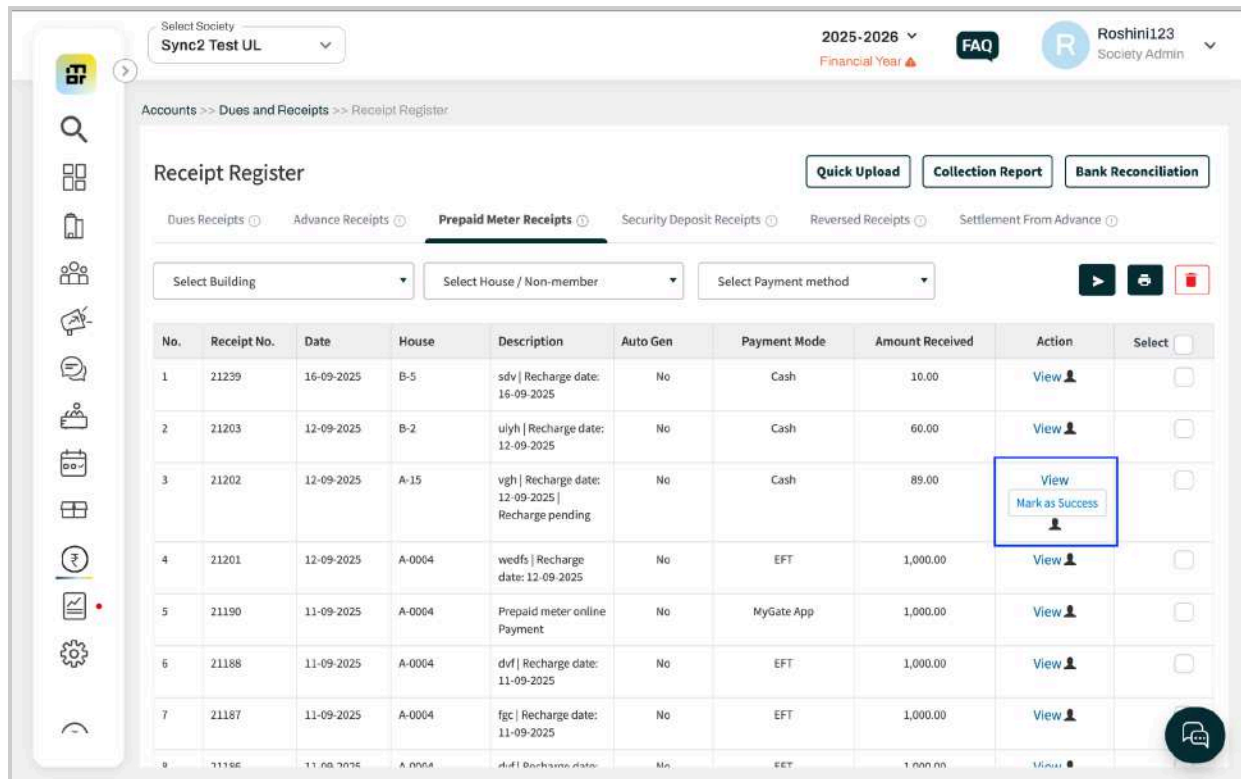 Select Society
Sync2 Test UL
2025-2026
Financial Year
FAQ
R
Roshini123
Society Admin
Accounts >> Dues and Receipts >> Receipt Register
Receipt Register
Quick Upload
Collection Report
Bank Reconciliation
Dues Receipts
Advance Receipts
Prepaid Meter Receipts
Security Deposit Receipts
Reversed Receipts
Settlement From Advance
Select Building
Select House / Non-member
Select Payment method
No. Receipt No. Date House Description Auto Gen Payment Mode Amount Received Action Select
1 21239 16-09-2025 B-5 sdv | Recharge date: No Cash 10.00 View
16-09-2025
2 21203 12-09-2025 B-2 uiyh | Recharge date: No Cash 60.00 View
12-09-2025
3 21202 12-09-2025 A-15 vgh | Recharge date: No Cash 89.00 View
12-09-2025 | Mark as Success
Recharge pending
4 21201 12-09-2025 A-0004 wedfs | Recharge No EFT 1,000.00 View
date: 12-09-2025
5 21190 11-09-2025 A-0004 Prepaid meter online No MyGate App 1,000.00 View
Payment
6 21188 11-09-2025 A-0004 dvf | Recharge date: No EFT 1,000.00 View
11-09-2025
7 21187 11-09-2025 A-0004 fgc | Recharge date: No EFT 1,000.00 View
11-09-2025